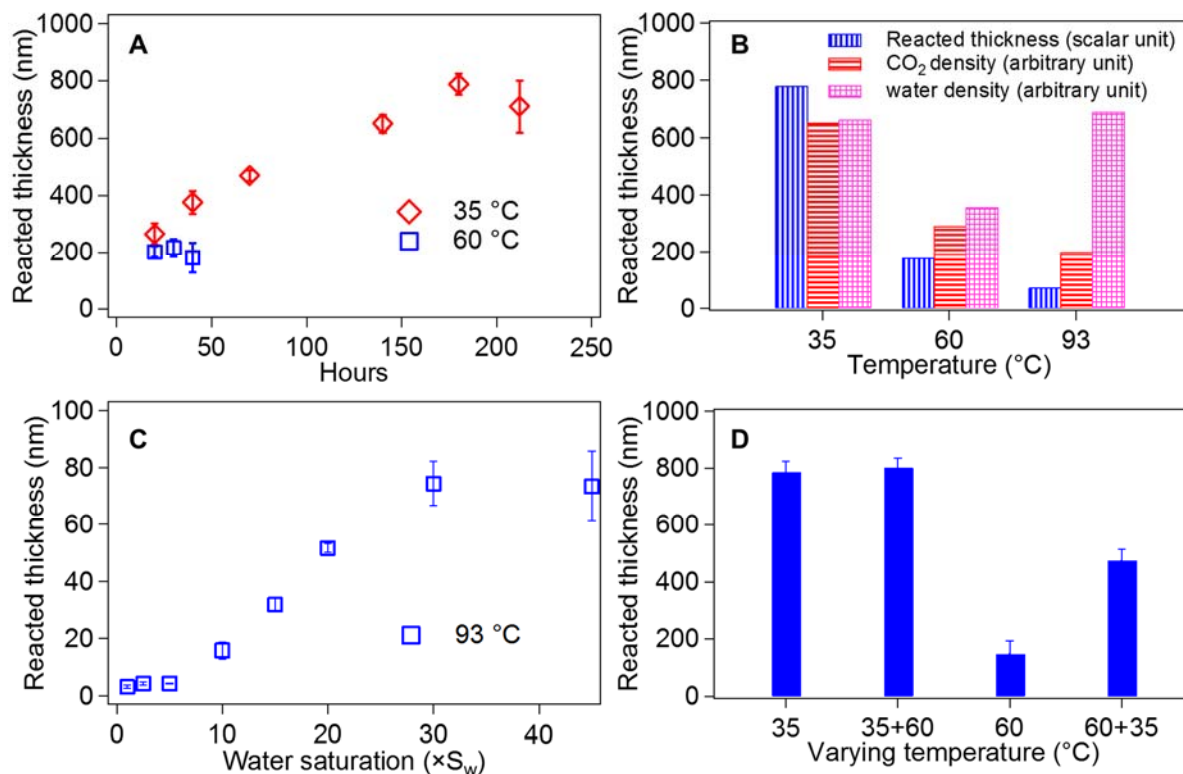 A
Reacted thickness (nm)
1000
800
600
400
200
0
35 °C
60 °C
0 50 100 150 200 250
Hours
B
Reacted thickness (nm)
1000
800
600
400
200
0
Reacted thickness (scalar unit)
CO₂ density (arbitrary unit)
water density (arbitrary unit)
35 60 93
Temperature (°C)
C
Reacted thickness (nm)
100
80
60
40
20
0
93 °C
0 10 20 30 40
Water saturation (×Sw)
D
Reacted thickness (nm)
1000
800
600
400
200
0
35 35+60 60 60+35
Varying temperature (°C)